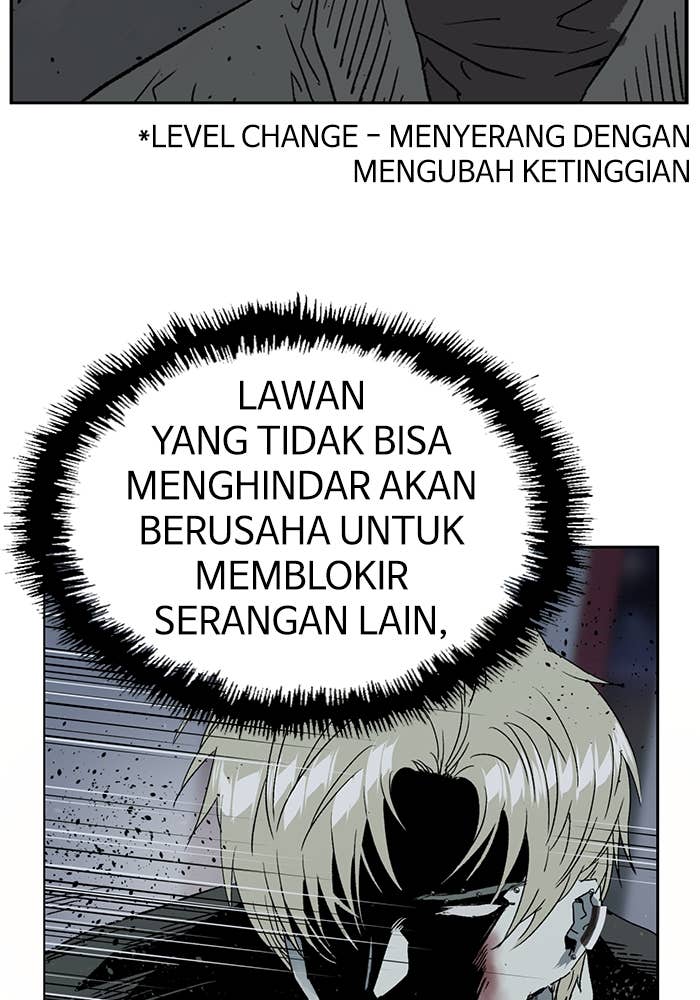 *LEVEL CHANGE - MENYERANG DENGAN
MENGUBAH KETINGGIAN
LAWAN
YANG TIDAK BISA
MENGHINDAR AKAN
BERUSAHA UNTUK
MEMBLOKIR
SERANGAN LAIN,